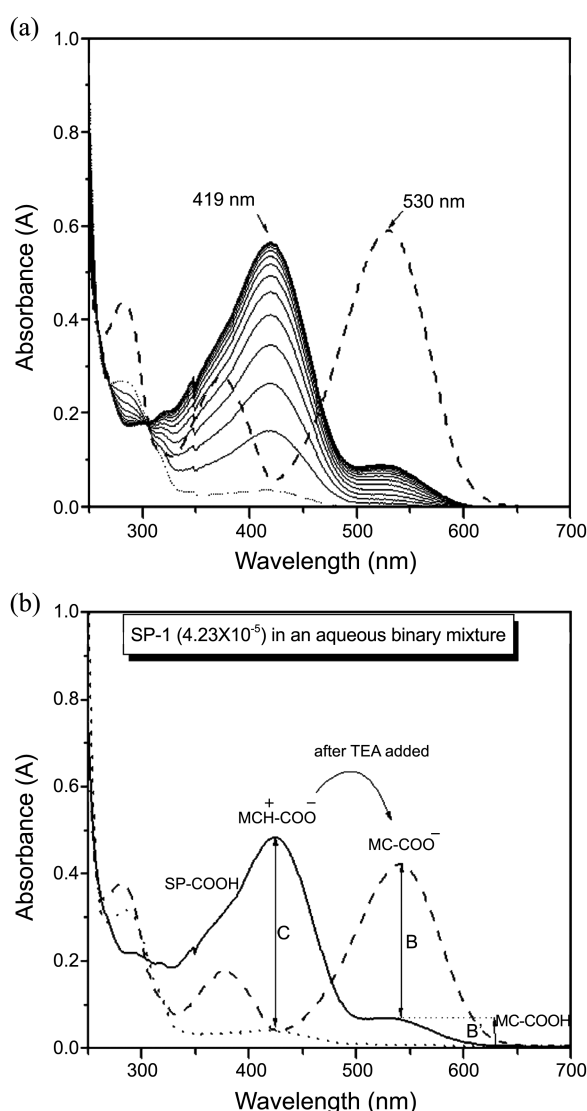 (a)
1.0
0.8
0.6
0.4
0.2
0.0
Absorbance (A)
419 nm
530 nm
300
400
500
600
700
Wavelength (nm)
(b)
SP-1 (4.23X10⁻⁵) in an aqueous binary mixture
1.0
0.8
0.6
0.4
0.2
0.0
Absorbance (A)
after TEA added
+ −
MCH-COO
MC-COO⁻
SP-COOH
C
B
B'
MC-COOH
300
400
500
600
700
Wavelength (nm)